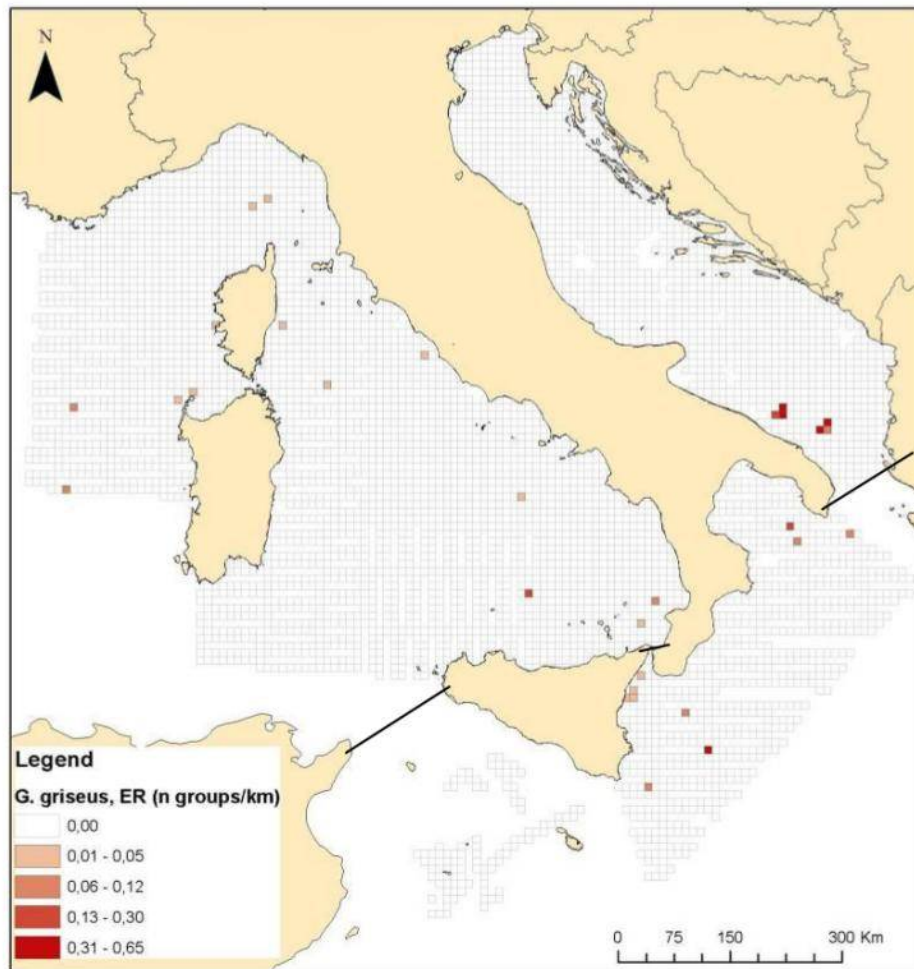 N
Legend
G. griseus, ER (n groups/km)
0,00
0,01 - 0,05
0,06 - 0,12
0,13 - 0,30
0,31 - 0,65
0 75 150 300 Km